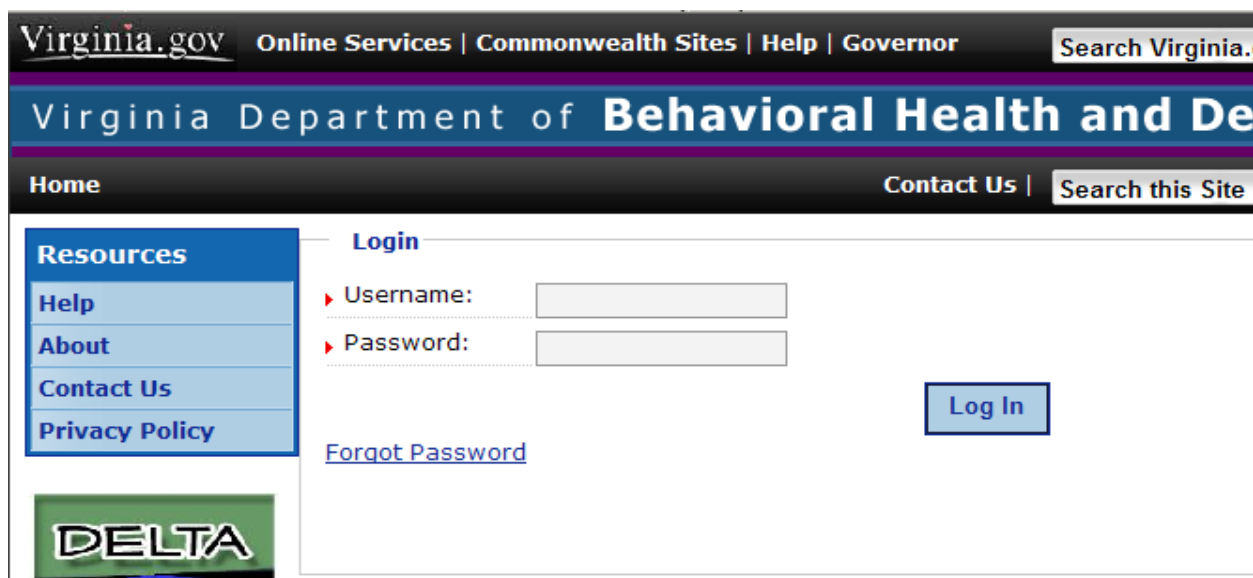 Virginia.gov Online Services | Commonwealth Sites | Help | Governor Search Virginia.
Virginia Department of Behavioral Health and De
Home Contact Us | Search this Site
Resources
Help
About
Contact Us
Privacy Policy
Login
Username:
Password:
Log In
Forgot Password
DELTA